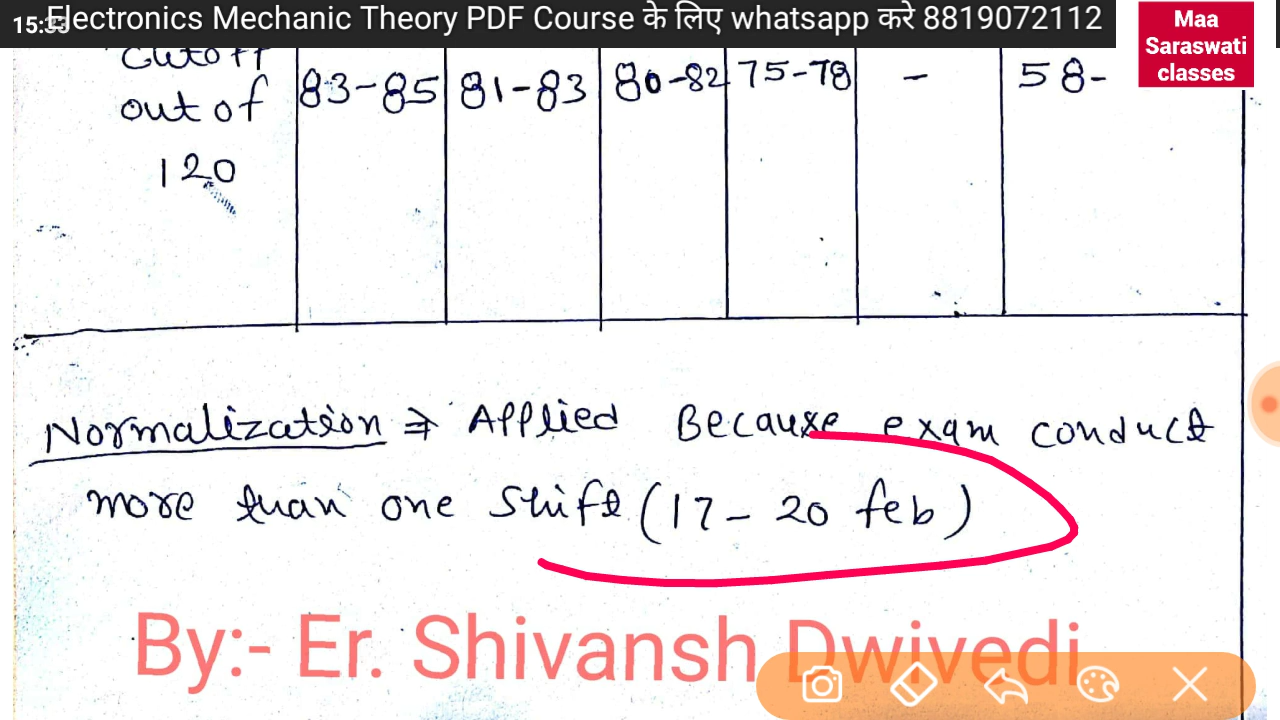 15:33
Electronics Mechanic Theory PDF Course के लिए whatsapp करे 8819072112
Maa
Saraswati
classes
cutoff
out of
120
83-85 81-83 80-82 75-78 - 58-
Normalization ⇒ Applied Because exam conduct
more than one shift (17 - 20 feb)
By:- Er. Shivansh Dwivedi